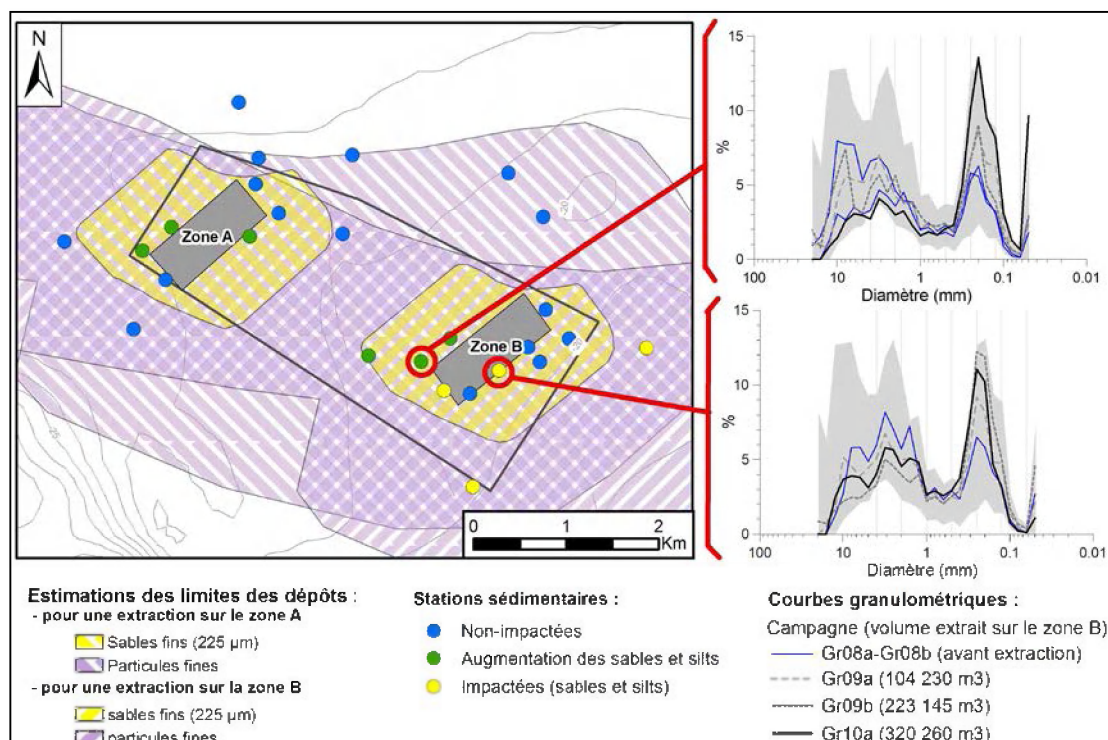 N
Zone A
Zone B
-20
-20
-25
0 1 2
Km
15
10
5
0
%
100 10 1 0.1 0.01
Diamètre (mm)
15
10
5
0
%
100 10 1 0.1 0.01
Diamètre (mm)
Estimations des limites des dépôts :
- pour une extraction sur le zone A
Sables fins (225 µm)
Particules fines
- pour une extraction sur la zone B
sables fins (225 µm)
particules fines
Stations sédimentaires :
Non-impactées
Augmentation des sables et silts
Impactées (sables et silts)
Courbes granulométriques :
Campagne (volume extrait sur le zone B)
Gr08a-Gr08b (avant extraction)
Gr09a (104 230 m3)
Gr09b (223 145 m3)
Gr10a (320 260 m3)